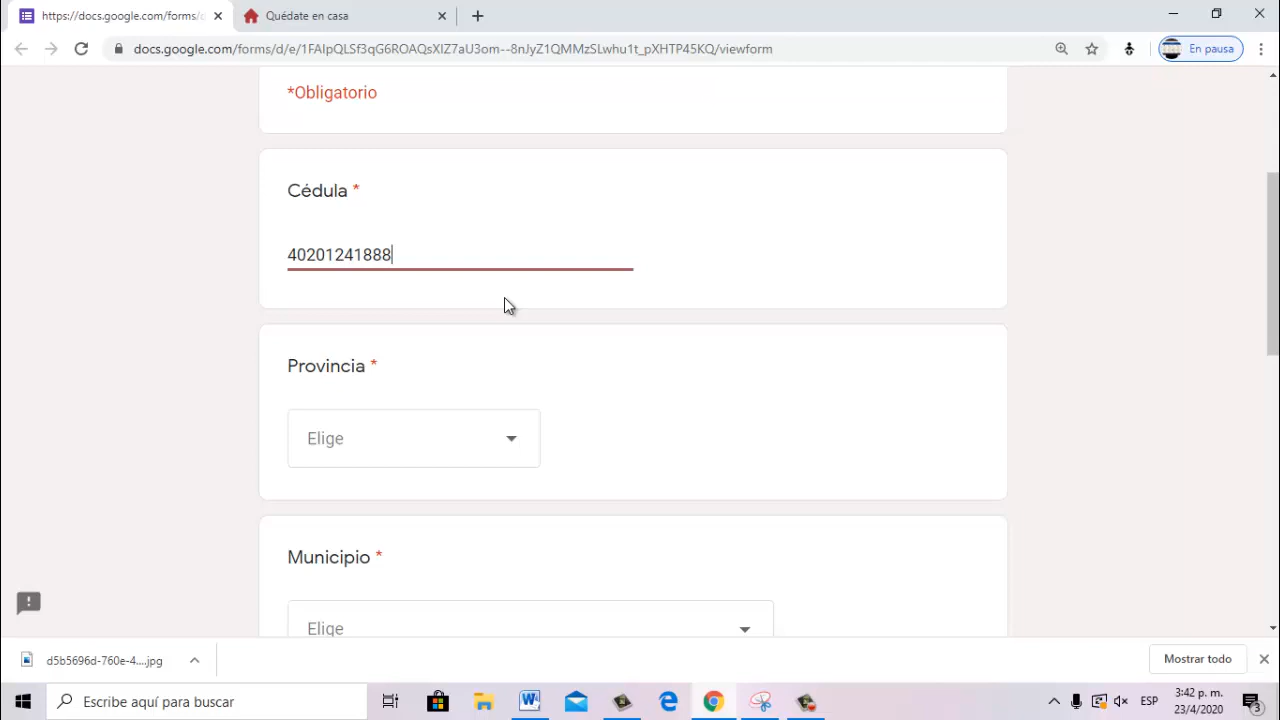 https://docs.google.com/forms/d
Quédate en casa
docs.google.com/forms/d/e/1FAIpQLSf3qG6ROAQsXIZ7aB3om--8nJyZ1QMMzSLwhu1t_pXHTP45KQ/viewform
En pausa
*Obligatorio
Cédula *
40201241888
Provincia *
Elige
Municipio *
Elige
d5b5696d-760e-4....jpg
Mostrar todo
Escribe aquí para buscar
ESP
3:42 p. m.
23/4/2020
3